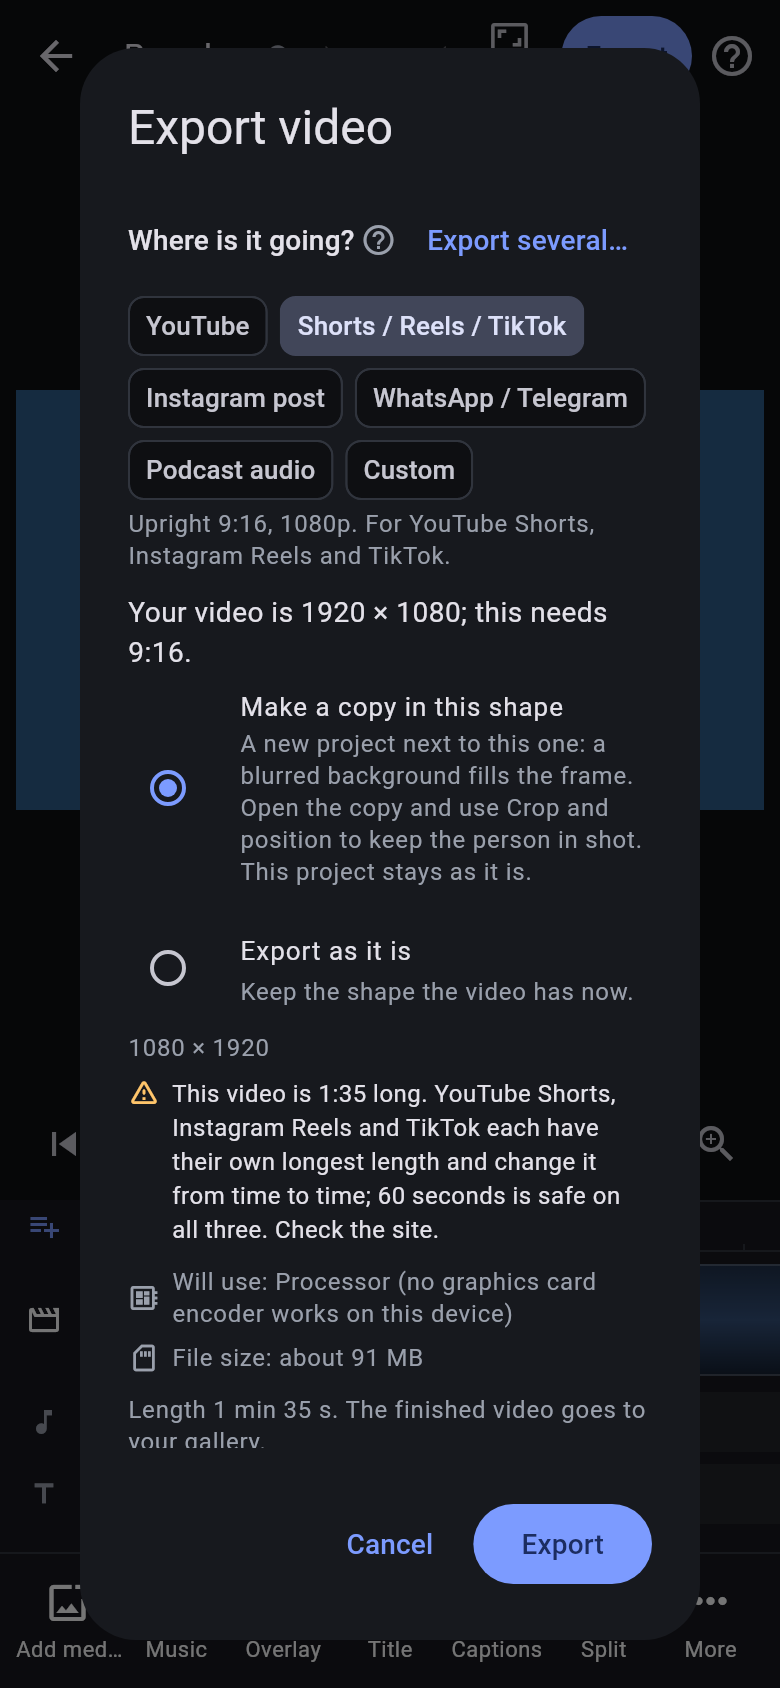 Export video
Where is it going?
Export several...
YouTube
Shorts / Reels / TikTok
Instagram post
WhatsApp / Telegram
Podcast audio
Custom
Upright 9:16, 1080p. For YouTube Shorts,
Instagram Reels and TikTok.
Your video is 1920 × 1080; this needs
9:16.
Make a copy in this shape
A new project next to this one: a
blurred background fills the frame.
Open the copy and use Crop and
position to keep the person in shot.
This project stays as it is.
Export as it is
Keep the shape the video has now.
1080 × 1920
This video is 1:35 long. YouTube Shorts,
Instagram Reels and TikTok each have
their own longest length and change it
from time to time; 60 seconds is safe on
all three. Check the site.
Will use: Processor (no graphics card
encoder works on this device)
File size: about 91 MB
Length 1 min 35 s. The finished video goes to
your gallery.
Cancel
Export
Add med...
Music
Overlay
Title
Captions
Split
More